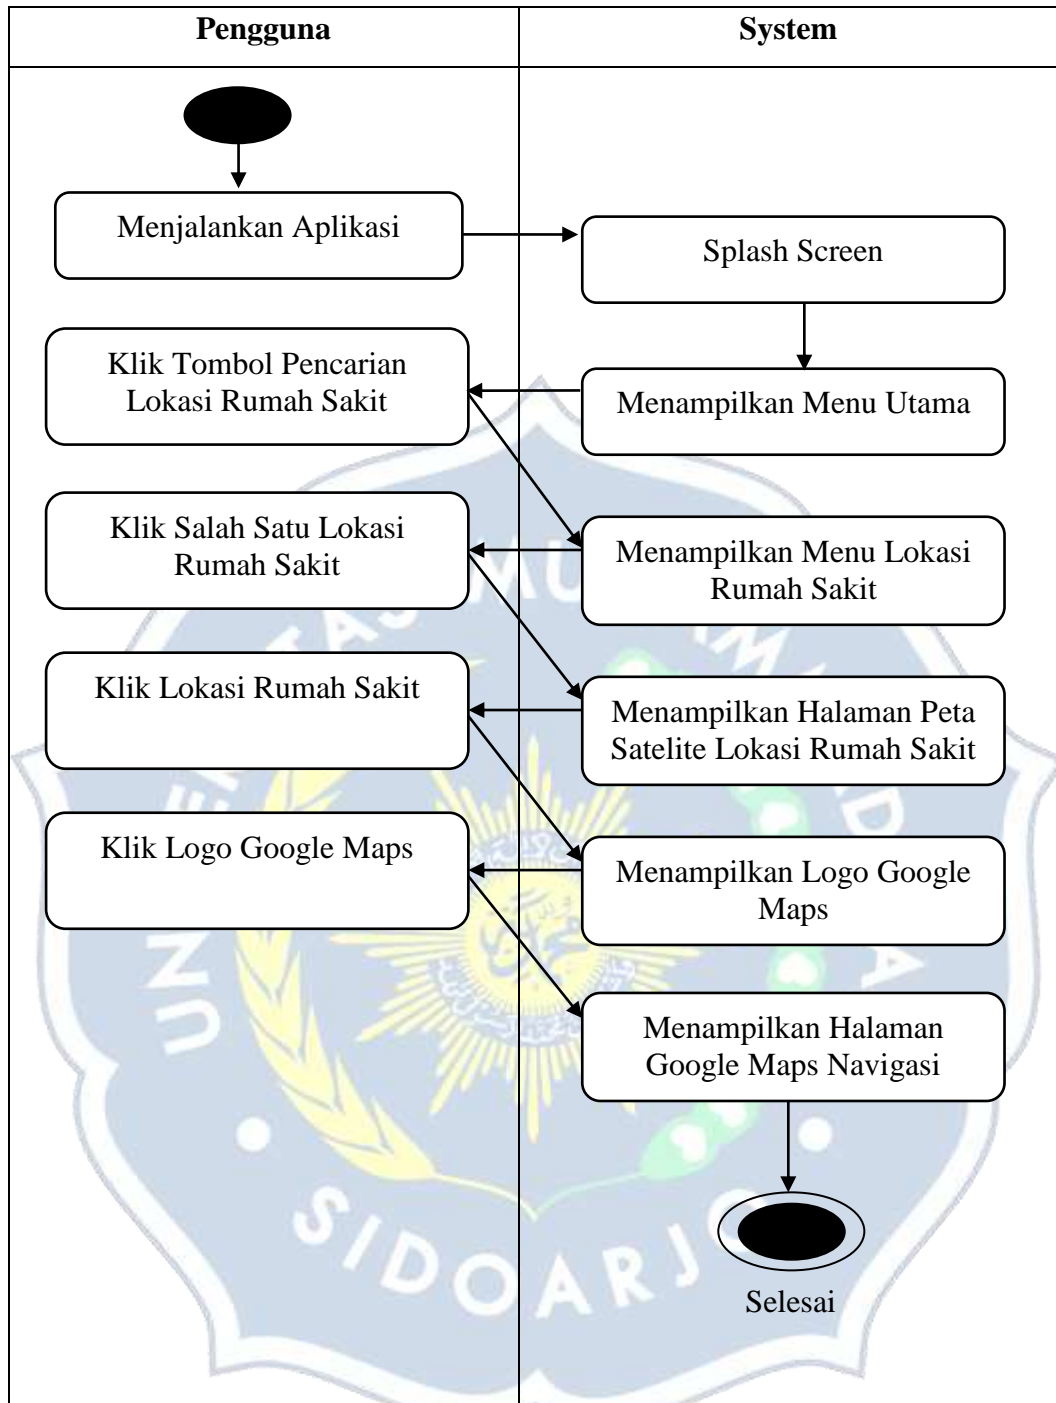 Pengguna
System
Menjalankan Aplikasi
Splash Screen
Klik Tombol Pencarian
Lokasi Rumah Sakit
Menampilkan Menu Utama
Klik Salah Satu Lokasi
Rumah Sakit
Menampilkan Menu Lokasi
Rumah Sakit
Klik Lokasi Rumah Sakit
Menampilkan Halaman Peta
Satelite Lokasi Rumah Sakit
Klik Logo Google Maps
Menampilkan Logo Google
Maps
Menampilkan Halaman
Google Maps Navigasi
Selesai
SIDOARJO